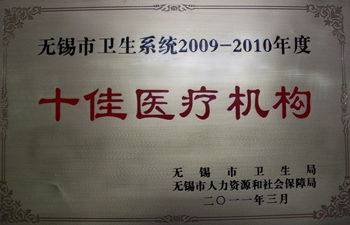 无锡市卫生系统2009-2010年度
十佳医疗机构
无锡市卫生局
无锡市人力资源和社会保障局
二〇一一年三月